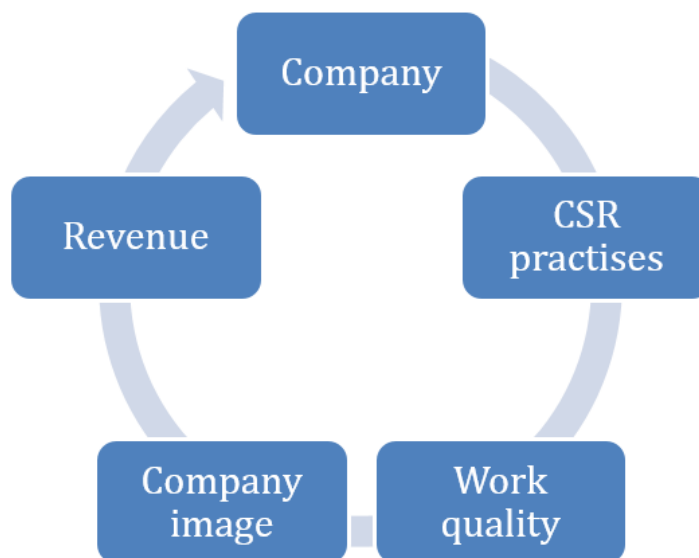 Company
CSR
practises
Work
quality
Company
image
Revenue